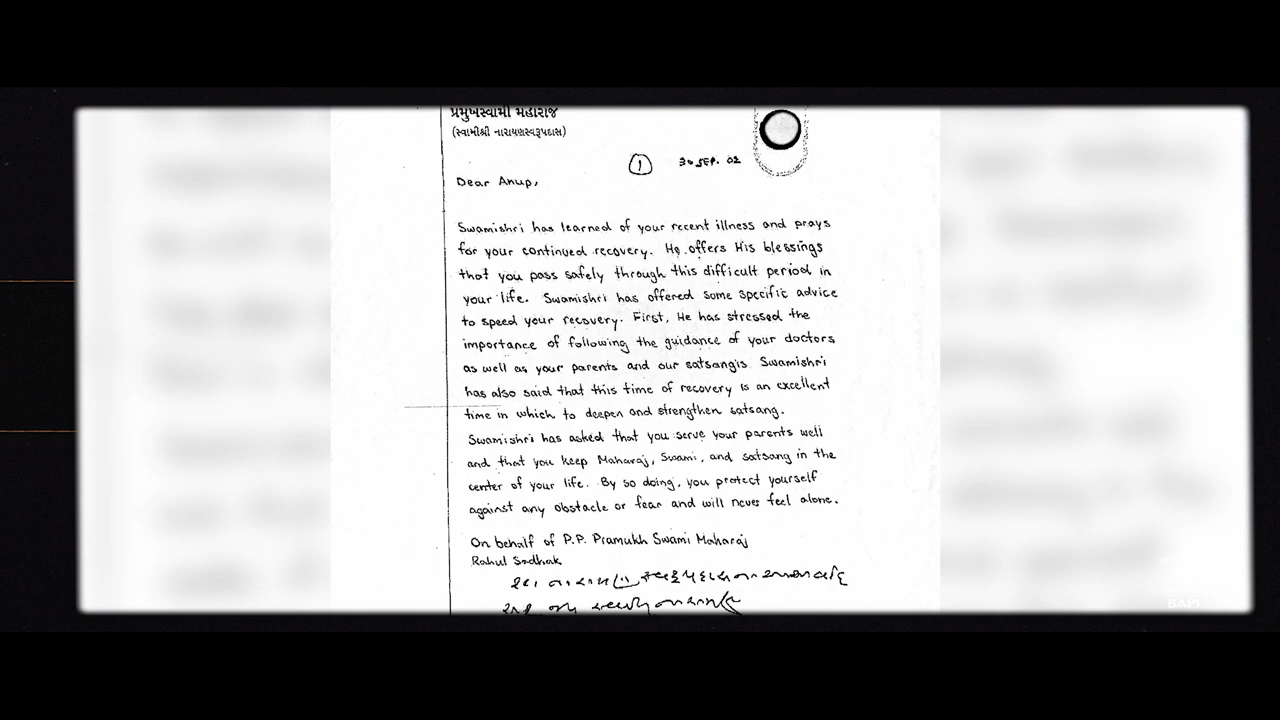 પ્રમુખસ્વામી મહારાજ
(સ્વામીશ્રી નારાયણસ્વરૂપદાસ)
1 30 SEP. 02
Dear Anup,
Swamishri has learned of your recent illness and prays
for your continued recovery. He offers His blessings
that you pass safely through this difficult period in
your life. Swamishri has offered some specific advice
to speed your recovery. First, He has stressed the
importance of following the guidance of your doctors
as well as your parents and our satsangis. Swamishri
has also said that this time of recovery is an excellent
time in which to deepen and strengthen satsang.
Swamishri has asked that you serve your parents well
and that you keep Maharaj, Swami, and satsang in the
center of your life. By so doing, you protect yourself
against any obstacle or fear and will never feel alone.
On behalf of P.P. Pramukh Swami Maharaj
Rahul Sadhak